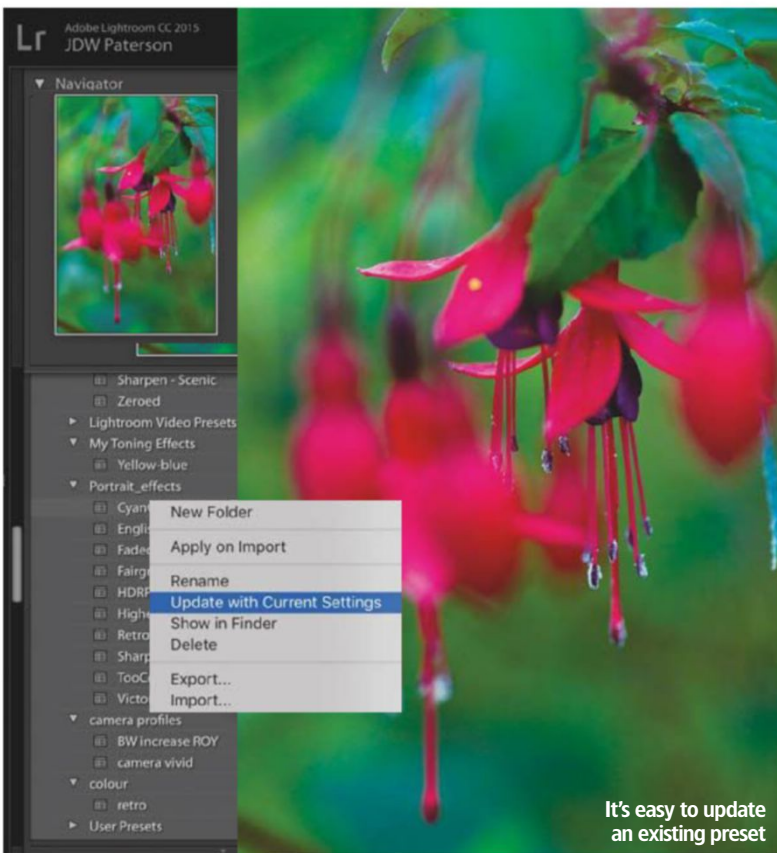 Lr
Adobe Lightroom CC 2015
JDW Paterson
Navigator
Sharpen - Scenic
Zeroed
Lightroom Video Presets
My Toning Effects
Yellow-blue
Portrait_effects
New Folder
Apply on Import
Rename
Update with Current Settings
Show in Finder
Delete
Export...
Import...
camera profiles
BW increase ROY
camera vivid
colour
retro
User Presets
It's easy to update
an existing preset